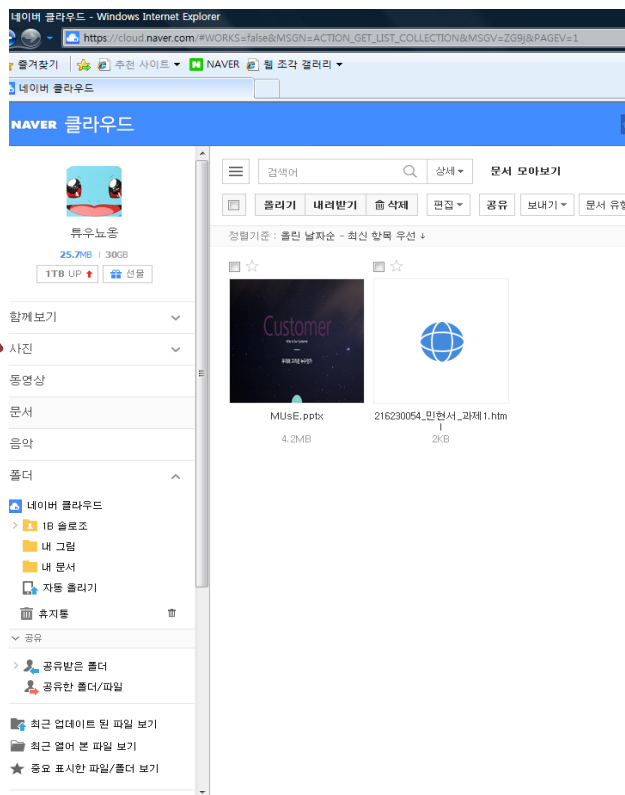 네이버 클라우드 - Windows Internet Explorer
https://cloud.naver.com/#WORKS=false&MSGN=ACTION_GET_LIST_COLLECTION&MSGV=ZG9j&PAGEV=1
즐겨찾기 추천 사이트 NAVER 웹 조각 갤러리
네이버 클라우드
NAVER 클라우드
튜우뇨옹
25.7MB | 30GB
1TB UP 선물
함께보기
사진
동영상
문서
음악
폴더
네이버 클라우드
1B 솔로조
내 그림
내 문서
자동 올리기
휴지통
공유
공유받은 폴더
공유한 폴더/파일
최근 업데이트 된 파일 보기
최근 열어 본 파일 보기
중요 표시한 파일/폴더 보기
검색어 상세 문서 모아보기
올리기 내려받기 삭제 편집 공유 보내기 문서 유형
정렬기준 : 올린 날짜순 - 최신 항목 우선 ↓
Customer
MUsE.pptx
4.2MB
216230054_민현서_과제1.htm
l
2KB